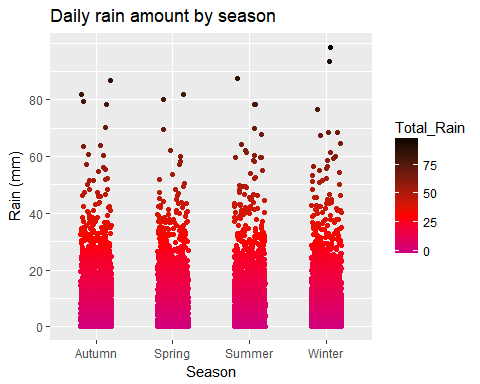 Daily rain amount by season
Rain (mm)
80
60
40
20
0
Autumn Spring Summer Winter
Season
Total_Rain
75
50
25
0